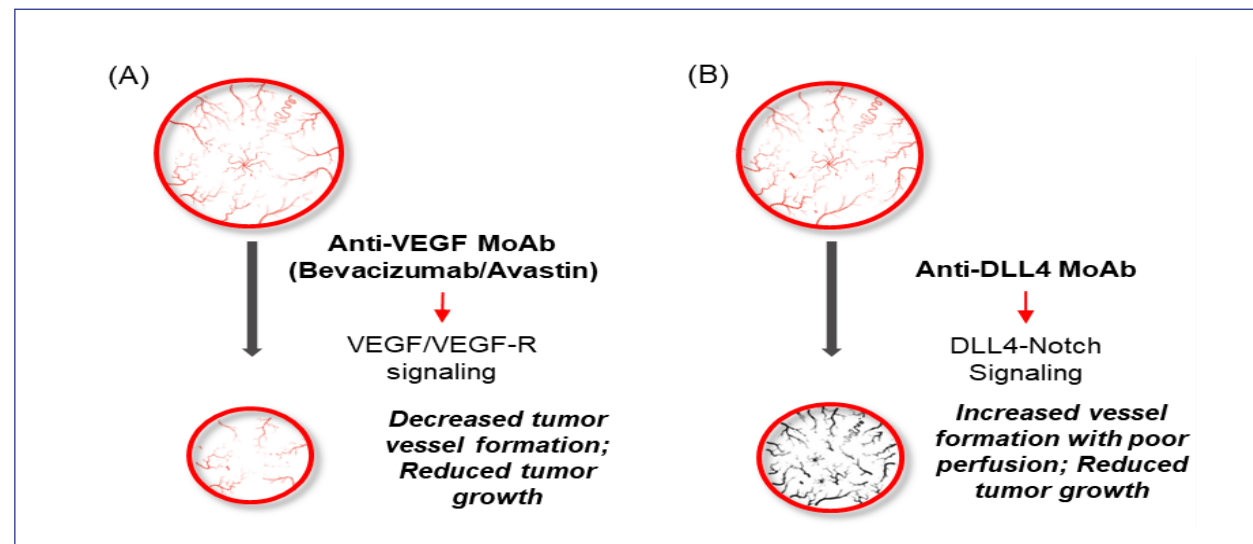 (A)
Anti-VEGF MoAb
(Bevacizumab/Avastin)
VEGF/VEGF-R
signaling
Decreased tumor
vessel formation;
Reduced tumor
growth
(B)
Anti-DLL4 MoAb
DLL4-Notch
Signaling
Increased vessel
formation with poor
perfusion; Reduced
tumor growth